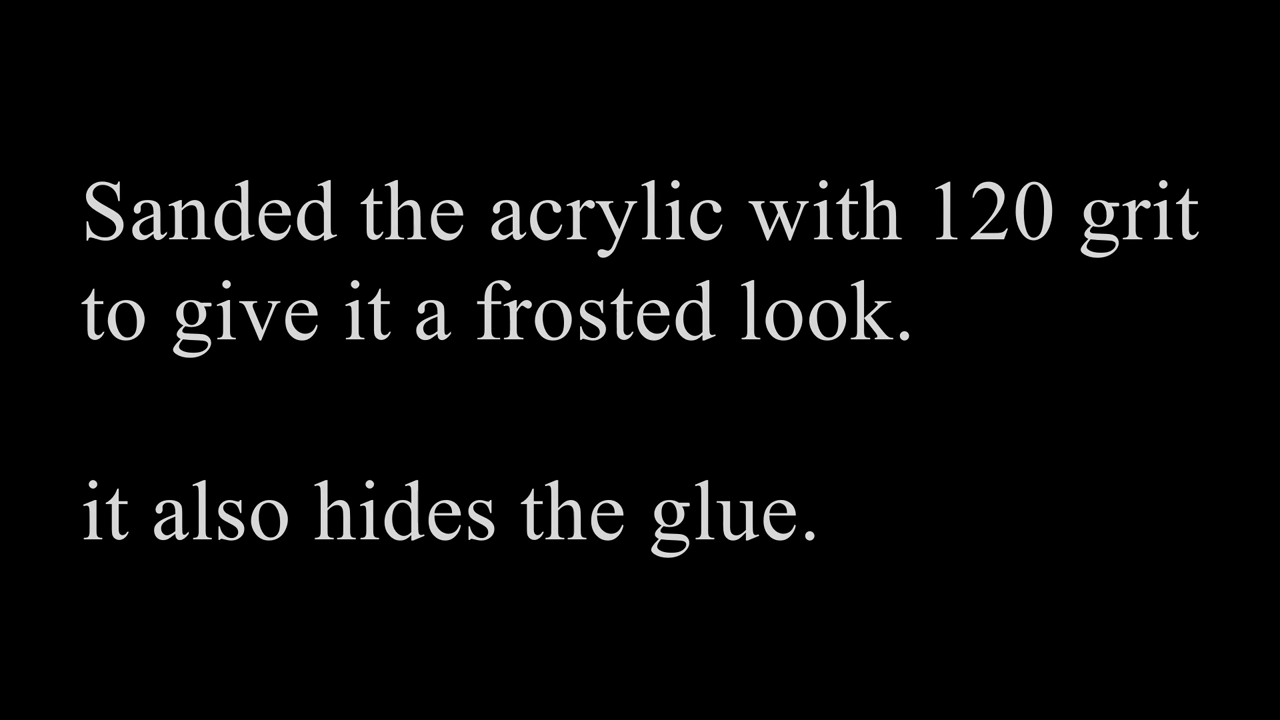 Sanded the acrylic with 120 grit
to give it a frosted look.
it also hides the glue.